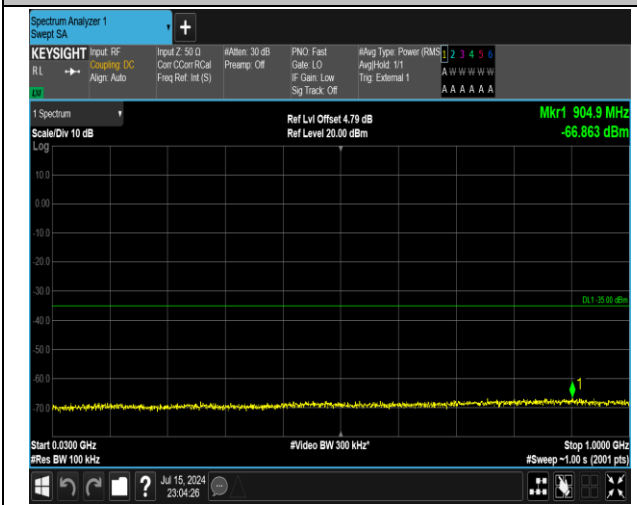 Spectrum Analyzer 1
Swept SA
+
KEYSIGHT Input: RF Input Z: 50 Ω #Atten: 30 dB PNO: Fast #Avg Type: Power (RMS 1 2 3 4 5 6
RL Coupling: DC Corr CCorr RCal Preamp: Off Gate: LO Avg|Hold: 1/1 A W W W W W
Align: Auto Freq Ref: Int (S) IF Gain: Low Trig: External 1
Sig Track: Off A A A A A A
LXI
1 Spectrum Ref Lvl Offset 4.79 dB Mkr1 904.9 MHz
Scale/Div 10 dB Ref Level 20.00 dBm -66.863 dBm
Log
10.0
0.00
-10.0
-20.0
-30.0
DL1 -35.00 dBm
-40.0
-50.0
-60.0
1
-70.0
Start 0.0300 GHz #Video BW 300 kHz* Stop 1.0000 GHz
#Res BW 100 kHz #Sweep ~1.00 s (2001 pts)
? Jul 15, 2024
23:04:26